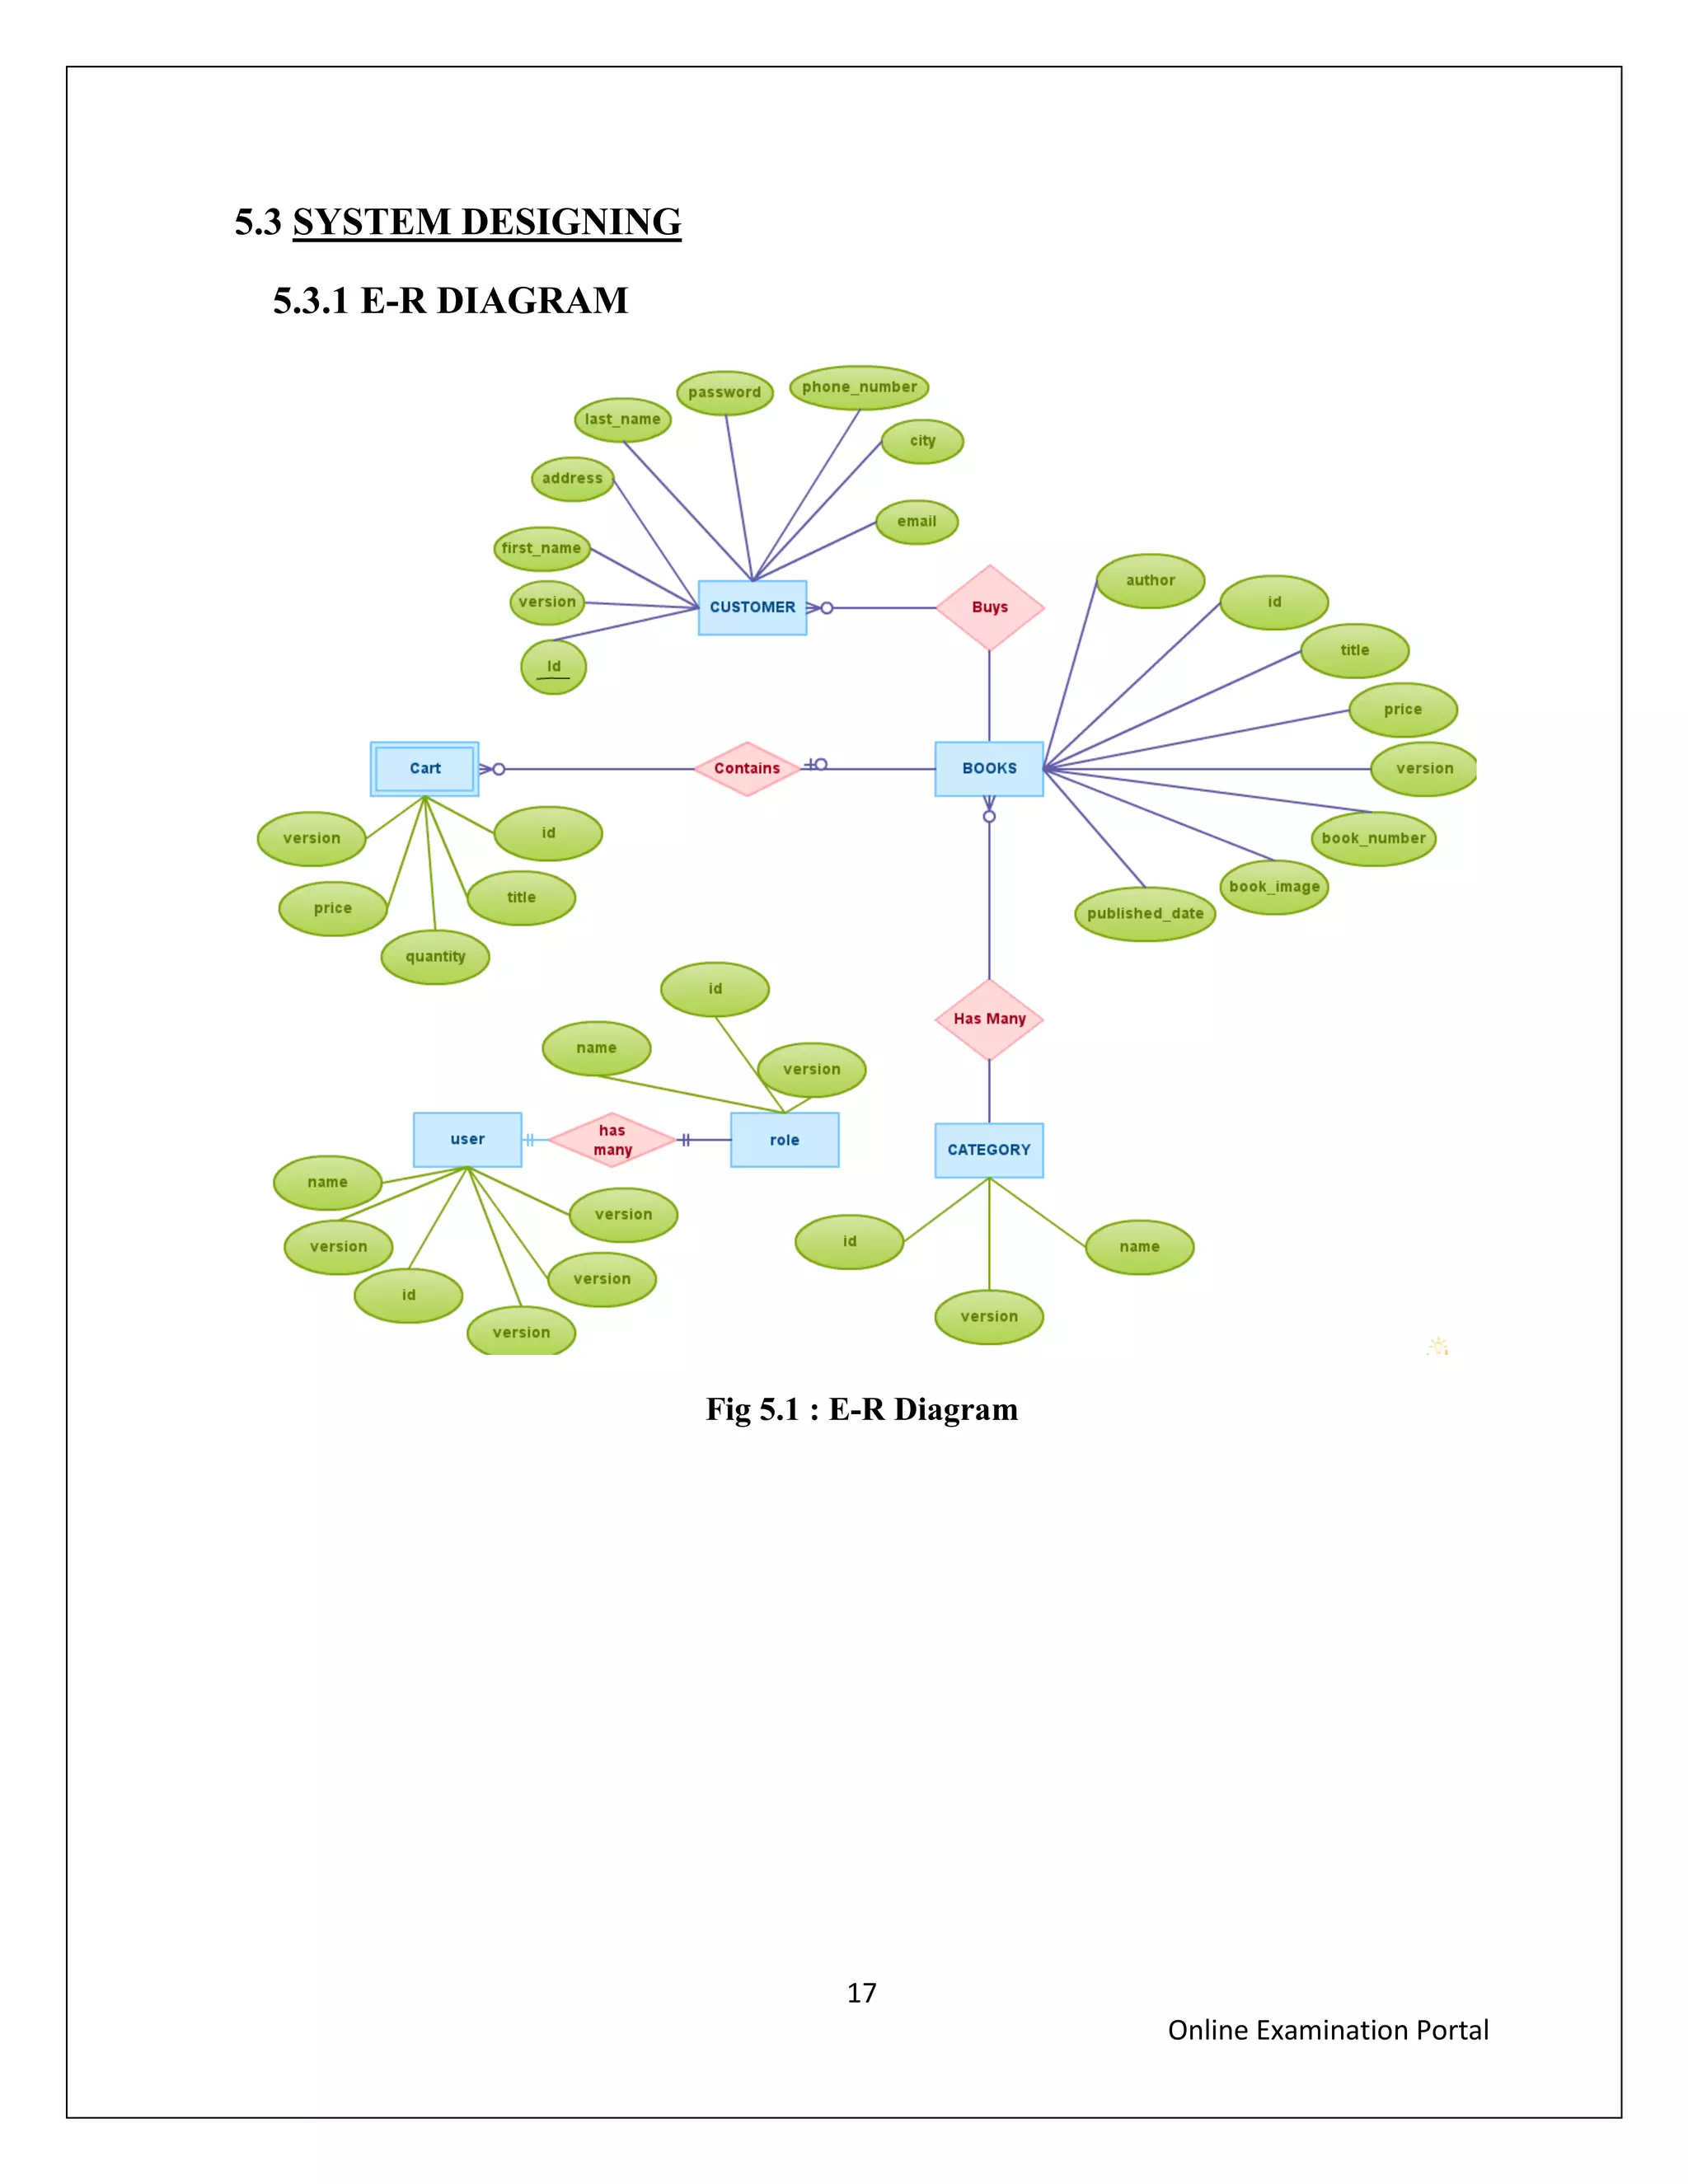 5.3 SYSTEM DESIGNING
5.3.1 E-R DIAGRAM
phone_number
password
last_name
city
address
email
first_name
version
CUSTOMER
Id
Buys
author
id
title
price
version
book_number
book_image
published_date
BOOKS
Contains
Cart
version
id
price
title
quantity
id
name
version
Has Many
user
has
many
role
CATEGORY
name
version
version
id
version
version
id
name
version
Fig 5.1 : E-R Diagram
17
Online Examination Portal